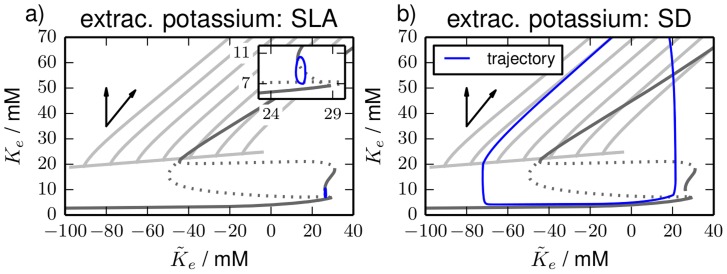 a) extrac. potassium: SLA
70
60
50
40
30
20
10
0
K_e / mM
11
7
24 29
−100 −80 −60 −40 −20 0 20 40
K̃_e / mM
b) extrac. potassium: SD
70
60
50
40
30
20
10
0
K_e / mM
trajectory
−100 −80 −60 −40 −20 0 20 40
K̃_e / mM